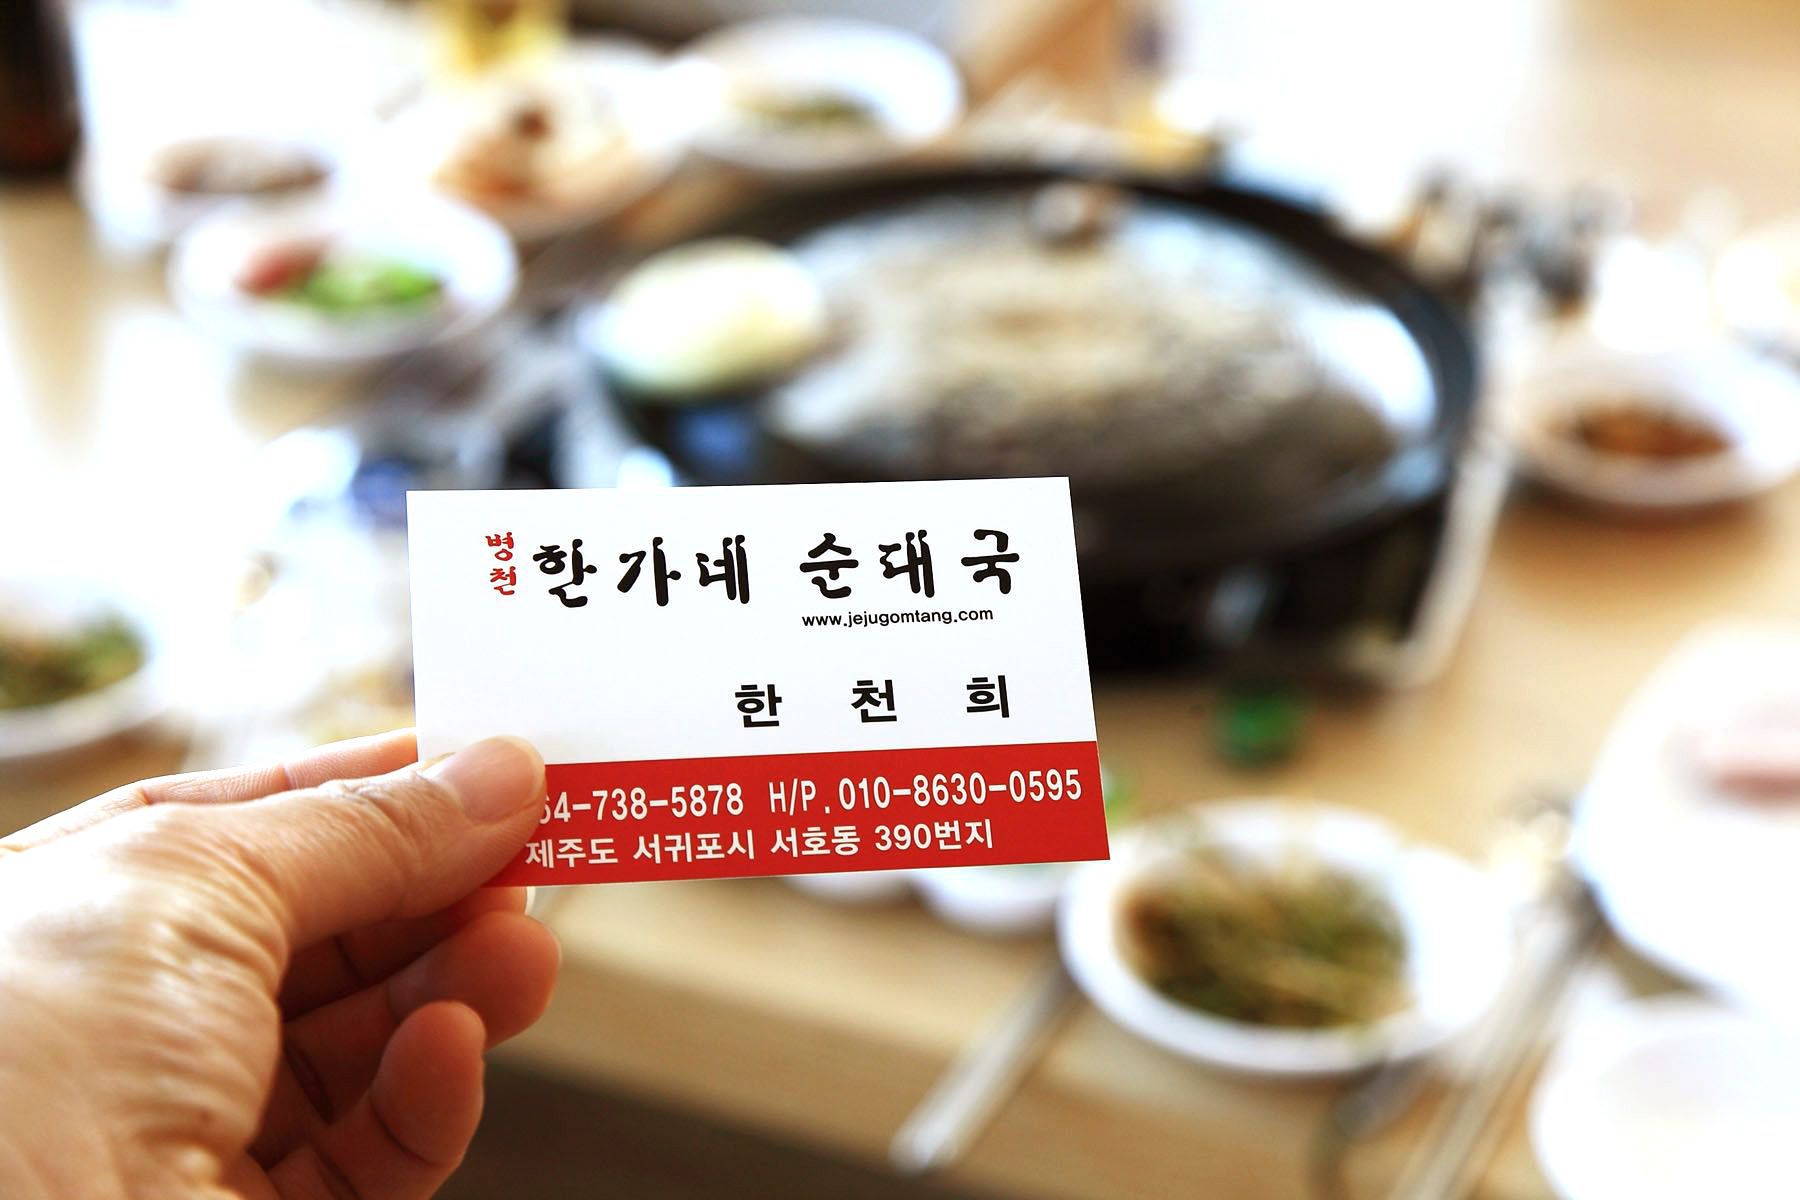 병천 한가네 순대국
www.jejugomtang.com
한 천 희
64-738-5878 H/P.010-8630-0595
제주도 서귀포시 서호동 390번지